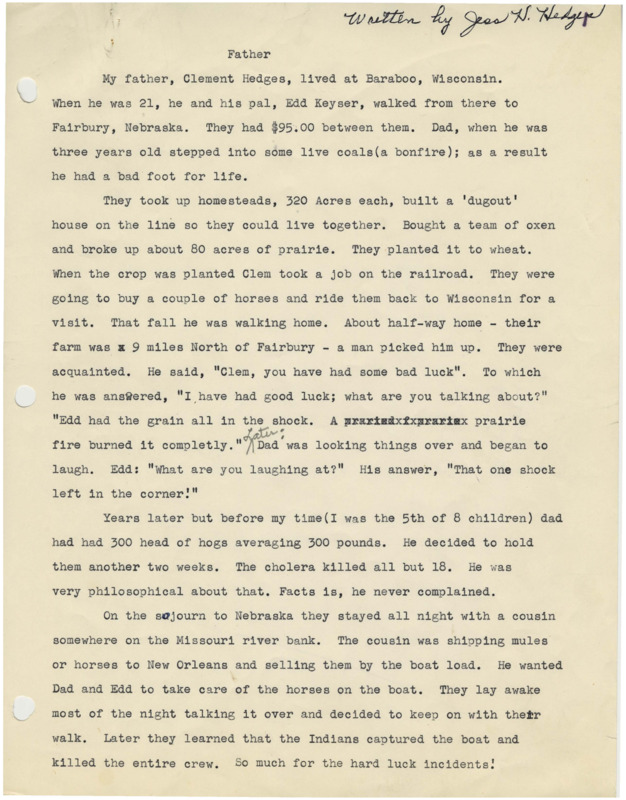 Written by Jess H. Hedges
Father
My father, Clement Hedges, lived at Baraboo, Wisconsin.
When he was 21, he and his pal, Edd Keyser, walked from there to
Fairbury, Nebraska. They had $95.00 between them. Dad, when he was
three years old stepped into some live coals(a bonfire); as a result
he had a bad foot for life.
They took up homesteads, 320 Acres each, built a 'dugout'
house on the line so they could live together. Bought a team of oxen
and broke up about 80 acres of prairie. They planted it to wheat.
When the crop was planted Clem took a job on the railroad. They were
going to buy a couple of horses and ride them back to Wisconsin for a
visit. That fall he was walking home. About half-way home - their
farm was x 9 miles North of Fairbury - a man picked him up. They were
acquainted. He said, "Clem, you have had some bad luck". To which
he was answered, "I have had good luck; what are you talking about?"
"Edd had the grain all in the shock. A prairie
fire burned it completly." Later: Dad was looking things over and began to
laugh. Edd: "What are you laughing at?" His answer, "That one shock
left in the corner!"
Years later but before my time(I was the 5th of 8 children) dad
had had 300 head of hogs averaging 300 pounds. He decided to hold
them another two weeks. The cholera killed all but 18. He was
very philosophical about that. Facts is, he never complained.
On the sojourn to Nebraska they stayed all night with a cousin
somewhere on the Missouri river bank. The cousin was shipping mules
or horses to New Orleans and selling them by the boat load. He wanted
Dad and Edd to take care of the horses on the boat. They lay awake
most of the night talking it over and decided to keep on with their
walk. Later they learned that the Indians captured the boat and
killed the entire crew. So much for the hard luck incidents!